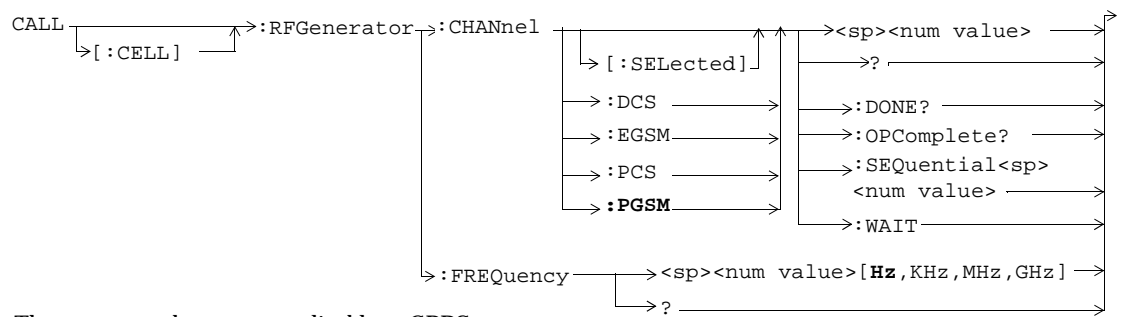 CALL :RFGenerator :CHANnel <sp><num value>
[:CELL] [:SELected] ?
:DCS :DONE?
:EGSM :OPComplete?
:PCS :SEQuential<sp>
<num value>
:PGSM :WAIT
:FREQuency <sp><num value>[Hz,KHz,MHz,GHz]
?